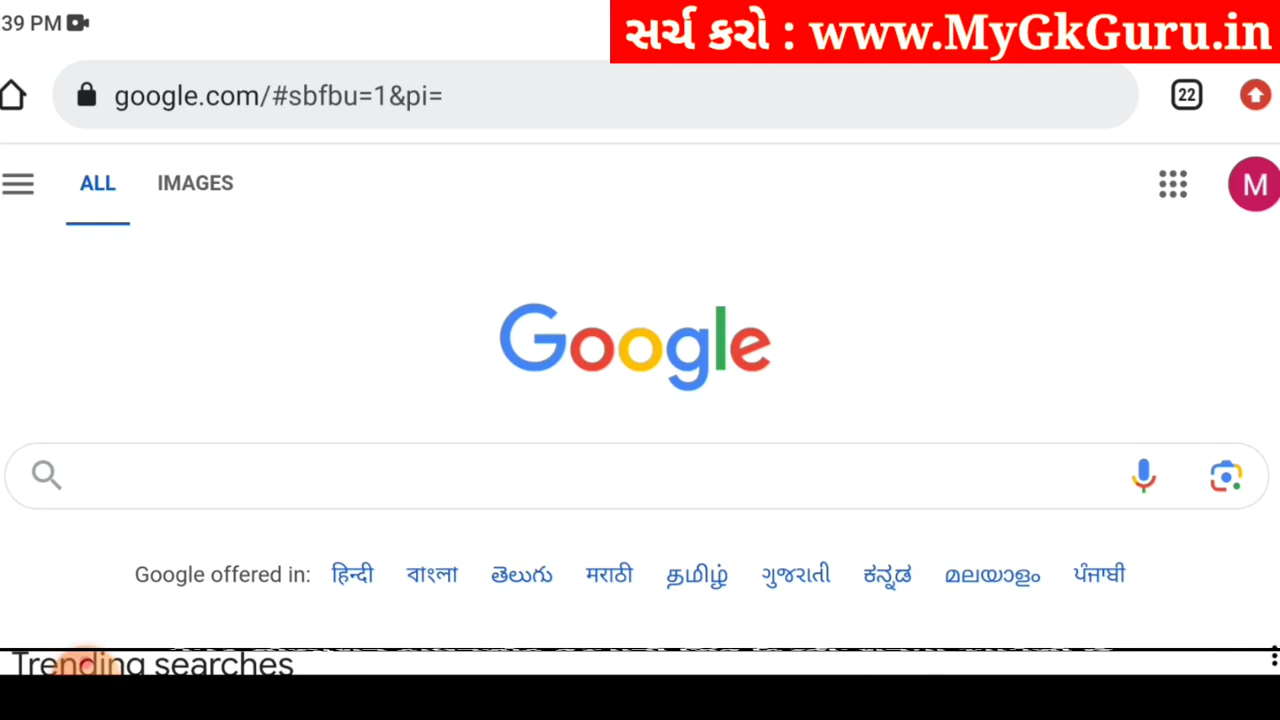 39 PM
સર્ચ કરો : www.MyGkGuru.in
google.com/#sbfbu=1&pi=
22
ALL IMAGES
M
Google
Google offered in: हिन्दी বাংলা తెలుగు मराठी தமிழ் ગુજરાતી ಕನ್ನಡ മലയാളം ਪੰਜਾਬੀ
Trending searches